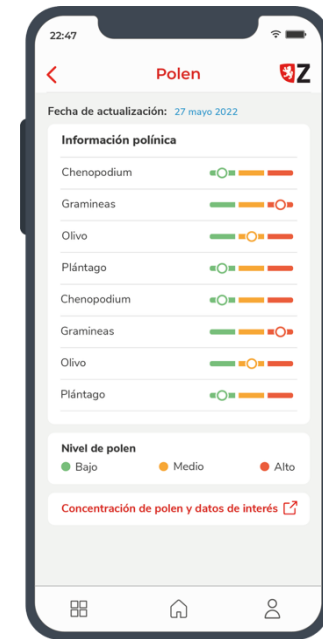 22:47
Polen
Z
Fecha de actualización: 27 mayo 2022
Información polínica
Chenopodium
Gramineas
Olivo
Plántago
Chenopodium
Gramineas
Olivo
Plántago
Nivel de polen
Bajo Medio Alto
Concentración de polen y datos de interés